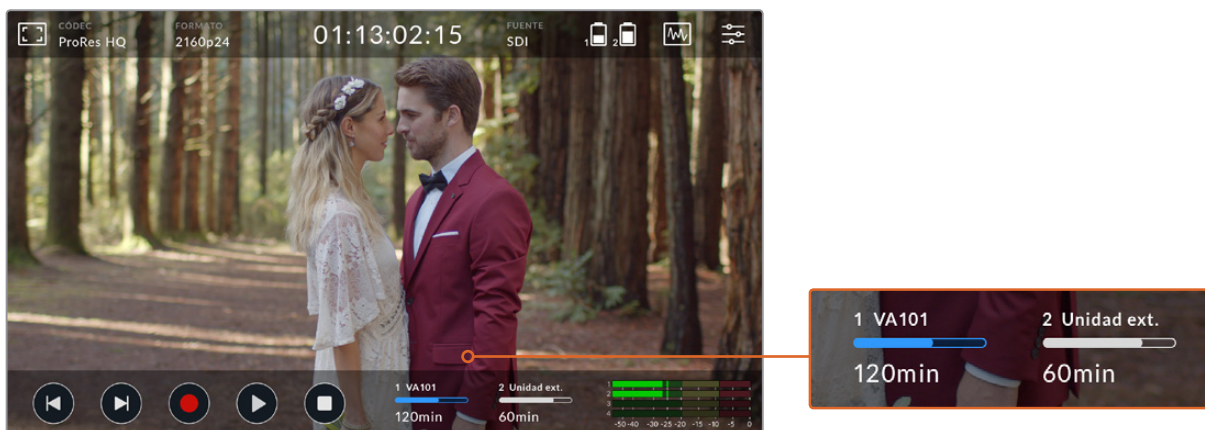 CÓDEC
ProRes HQ
FORMATO
2160p24
01:13:02:15
FUENTE
SDI
1
2
1 VA101
120min
2 Unidad ext.
60min
1
2
3
4
-50 -40 -30 -25 -20 -15 -10 -5 0
1 VA101
120min
2 Unidad ext.
60min